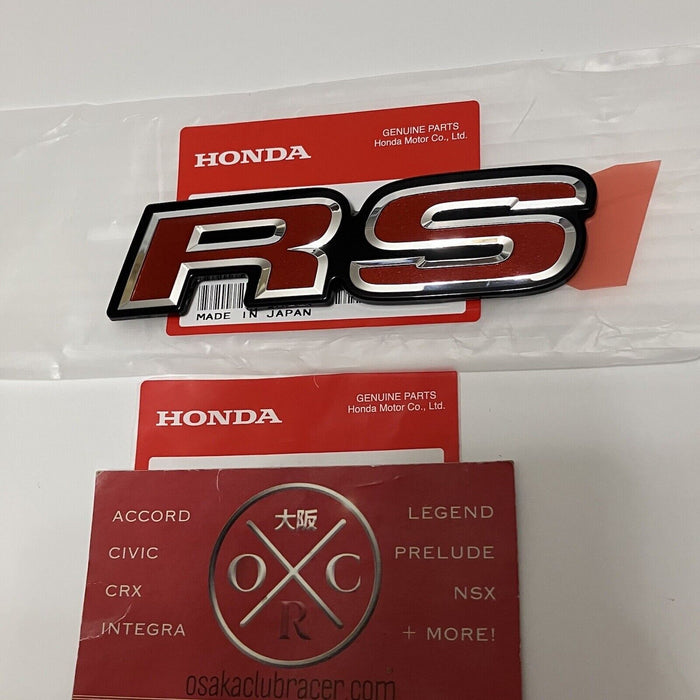 GENUINE PARTS
HONDA Honda Motor Co., Ltd.
RS
MADE IN JAPAN
GENUINE PARTS
HONDA Honda Motor Co., Ltd.
ACCORD
CIVIC
CRX
INTEGRA
大阪
O C
R
LEGEND
PRELUDE
NSX
+ MORE!
osakaclubracer.com